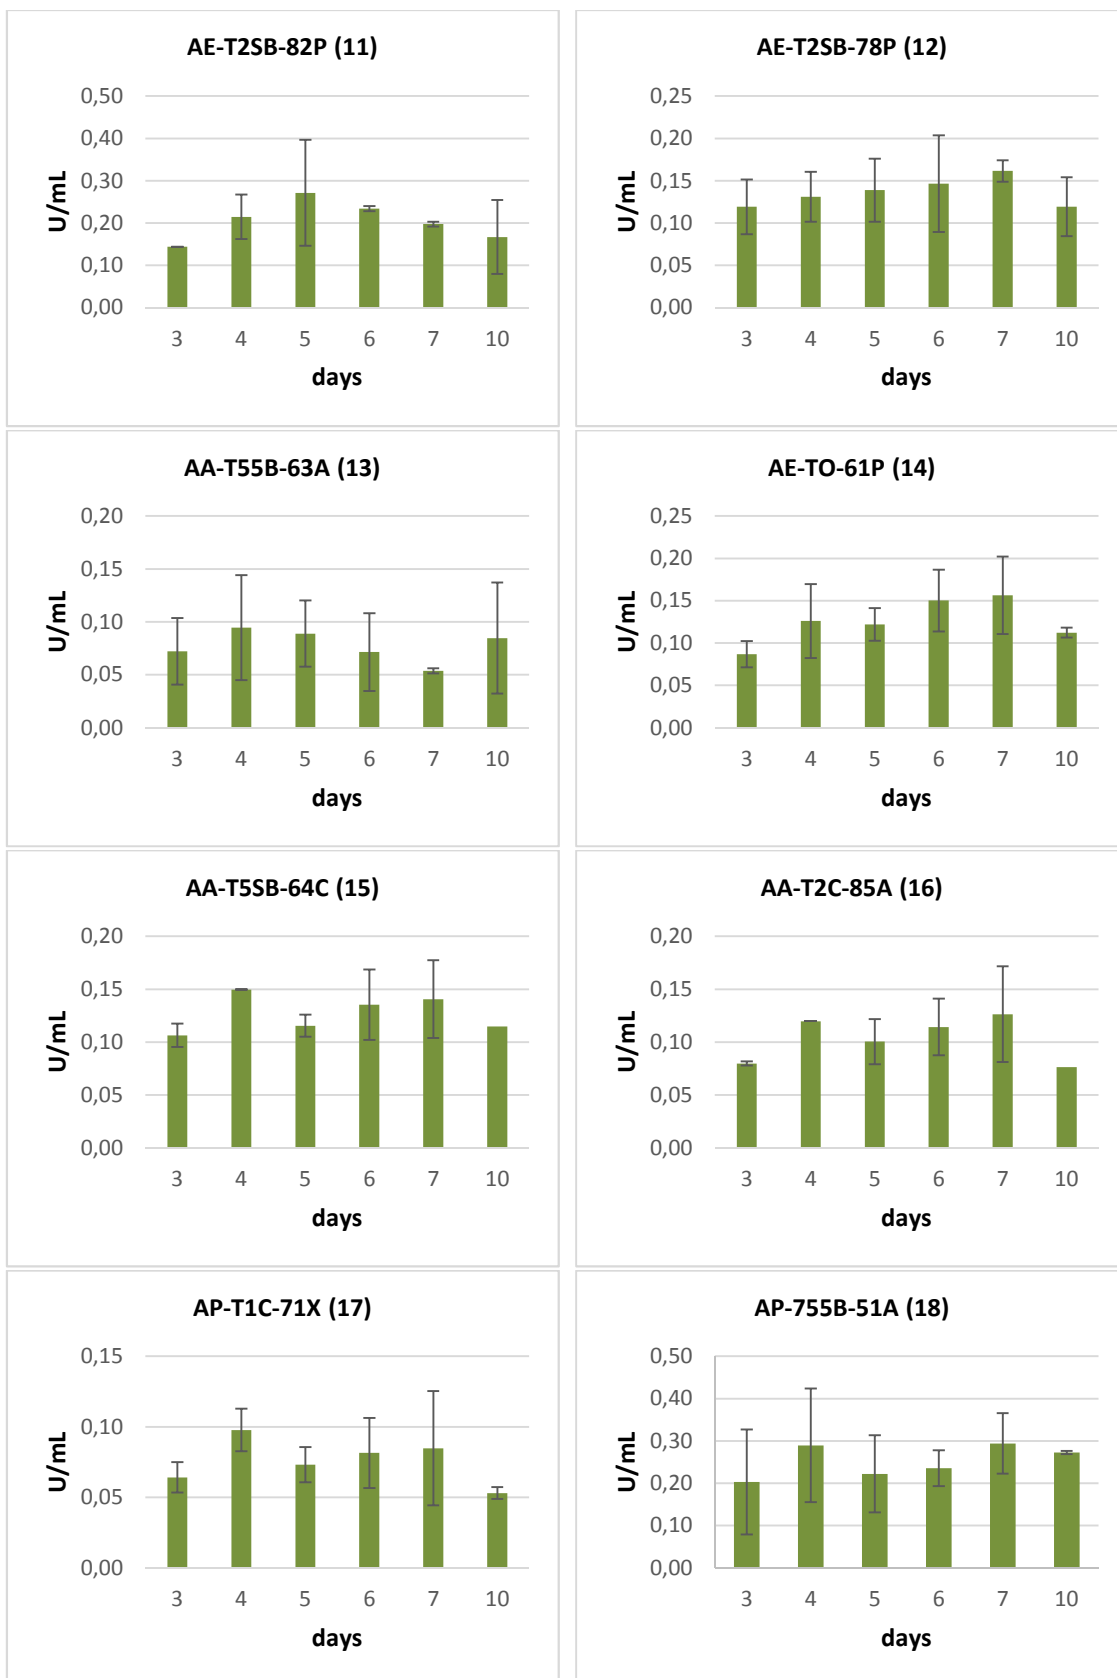 AE-T2SB-82P (11)
0,50
0,40
0,30
0,20
0,10
0,00
U/mL
3 4 5 6 7 10
days
AE-T2SB-78P (12)
0,25
0,20
0,15
0,10
0,05
0,00
U/mL
3 4 5 6 7 10
days
AA-T55B-63A (13)
0,20
0,15
0,10
0,05
0,00
U/mL
3 4 5 6 7 10
days
AE-TO-61P (14)
0,25
0,20
0,15
0,10
0,05
0,00
U/mL
3 4 5 6 7 10
days
AA-T5SB-64C (15)
0,20
0,15
0,10
0,05
0,00
U/mL
3 4 5 6 7 10
days
AA-T2C-85A (16)
0,20
0,15
0,10
0,05
0,00
U/mL
3 4 5 6 7 10
days
AP-T1C-71X (17)
0,15
0,10
0,05
0,00
U/mL
3 4 5 6 7 10
days
AP-755B-51A (18)
0,50
0,40
0,30
0,20
0,10
0,00
U/mL
3 4 5 6 7 10
days